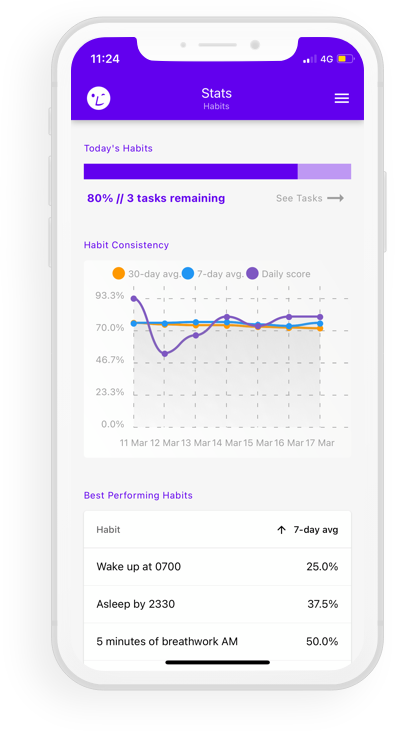 11:24
4G
Stats
Habits
Today's Habits
80% // 3 tasks remaining
See Tasks
Habit Consistency
30-day avg. 7-day avg. Daily score
93.3%
70.0%
46.7%
23.3%
0.0%
11 Mar 12 Mar 13 Mar 14 Mar 15 Mar 16 Mar 17 Mar
Best Performing Habits
Habit ↑ 7-day avg
Wake up at 0700 25.0%
Asleep by 2330 37.5%
5 minutes of breathwork AM 50.0%